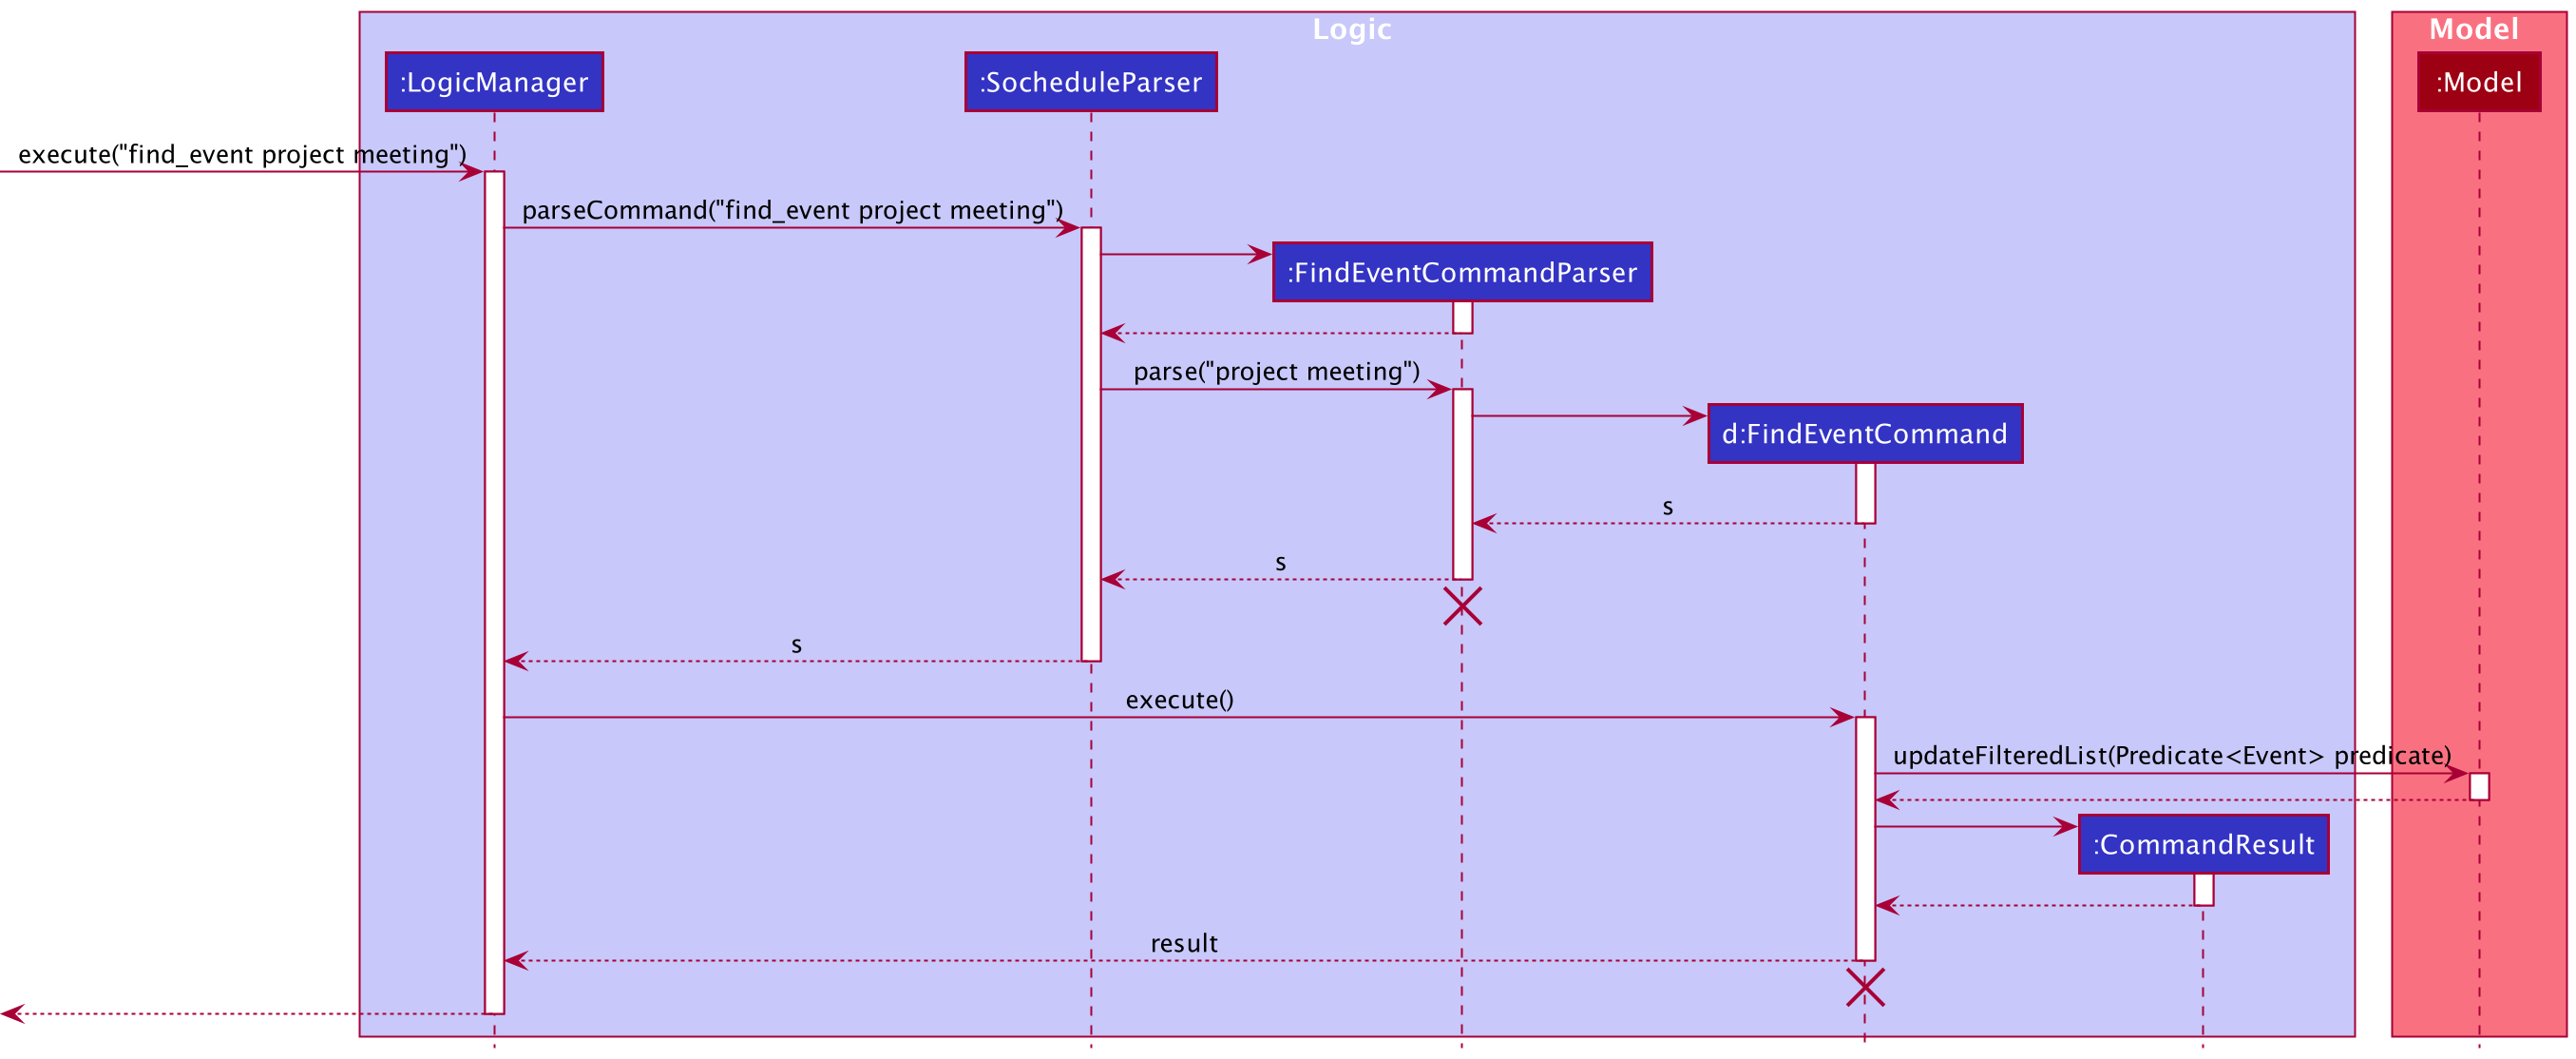 Logic
Model
:LogicManager
:SocheduleParser
:Model
execute("find_event project meeting")
parseCommand("find_event project meeting")
:FindEventCommandParser
parse("project meeting")
d:FindEventCommand
s
s
s
execute()
updateFilteredList(Predicate<Event> predicate)
:CommandResult
result